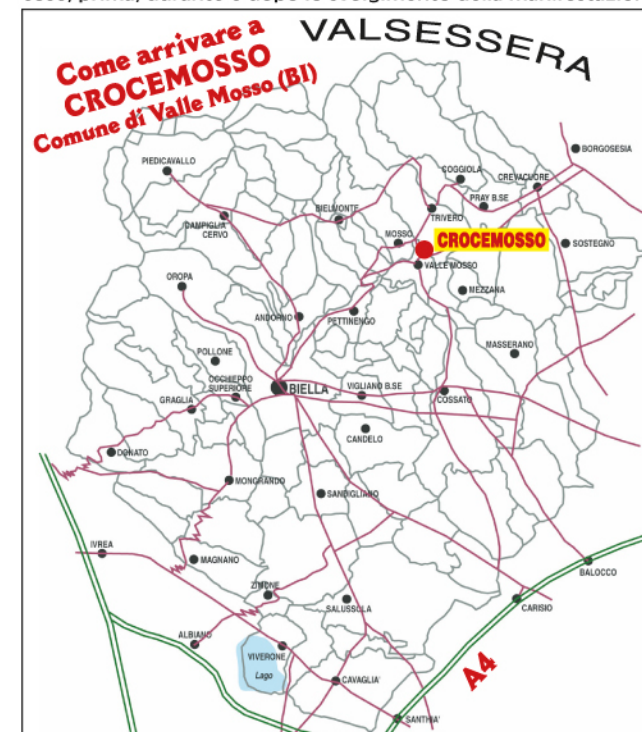 VALSESSERA
Come arrivare a
CROCEMOSSO
Comune di Valle Mosso (BI)
BORGOSESIA
PIEDICAVALLO
COGGIOLA
CREVACUORE
PRAY B.SE
BIELMONTE
TRIVERO
CAMPIGLIA
CERVO
MOSSO
CROCEMOSSO
SOSTEGNO
VALLE MOSSO
OROPA
MEZZANA
ANDORNO
PETTINENGO
MASSERANO
POLLONE
OCCHIEPPO
SUPERIORE
BIELLA
VIGLIANO B.SE
COSSATO
GRAGLIA
CANDELO
DONATO
MONGRANDO
SANDIGLIANO
IVREA
MAGNANO
BALOCCO
ZIMONE
SALUSSOLA
CARISIO
ALBIANO
VIVERONE
Lago
CAVAGLIA'
A4
SANTHIA'